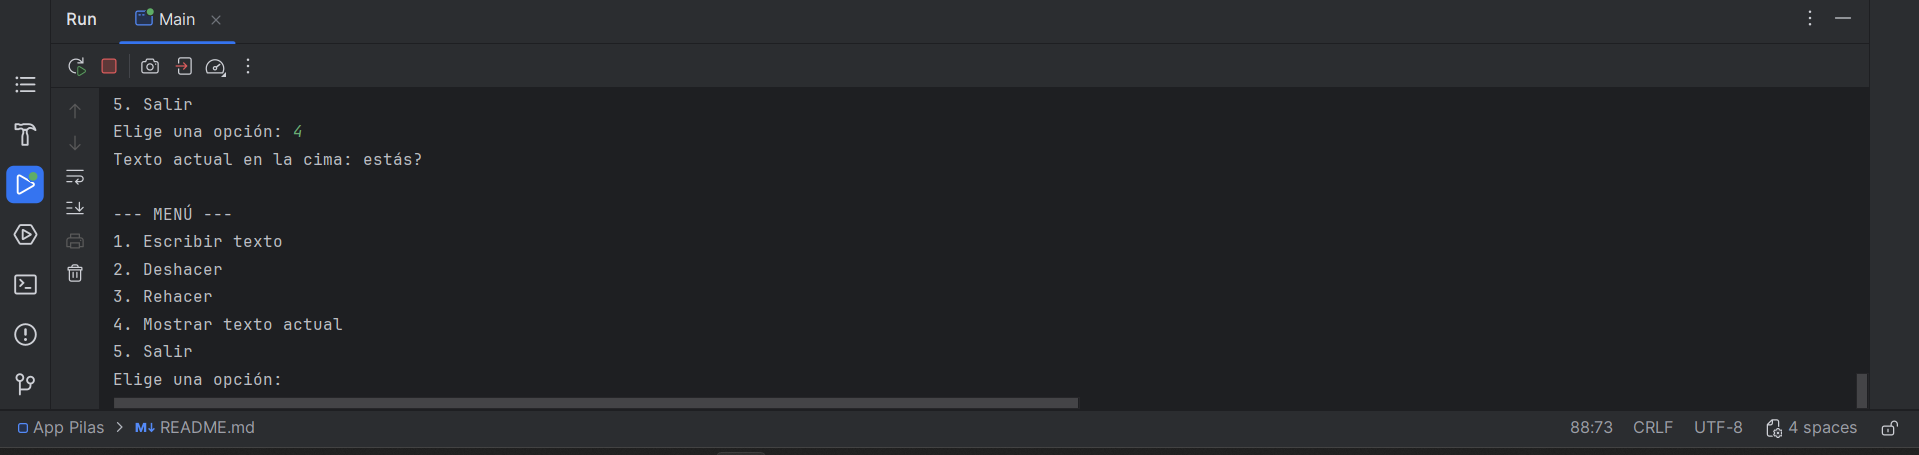 Run Main
5. Salir
Elige una opción: 4
Texto actual en la cima: estás?
--- MENÚ ---
1. Escribir texto
2. Deshacer
3. Rehacer
4. Mostrar texto actual
5. Salir
Elige una opción:
App Pilas > M↓ README.md 88:73 CRLF UTF-8 4 spaces